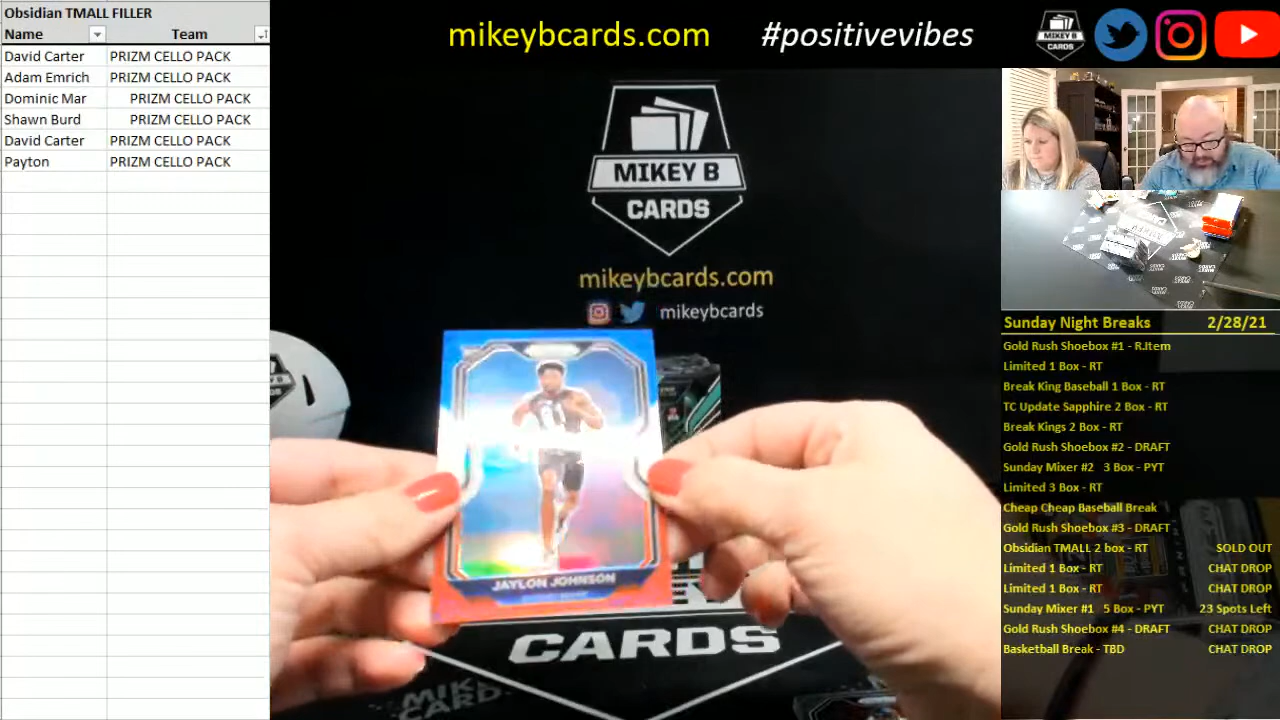 Obsidian TMALL FILLER
Name Team
David Carter PRIZM CELLO PACK
Adam Emrich PRIZM CELLO PACK
Dominic Mar PRIZM CELLO PACK
Shawn Burd PRIZM CELLO PACK
David Carter PRIZM CELLO PACK
Payton PRIZM CELLO PACK
mikeybcards.com #positivevibes
MIKEY B
CARDS
MIKEY B
CARDS
mikeybcards.com
mikeybcards
JAYLON JOHNSON
CARDS
Sunday Night Breaks 2/28/21
Gold Rush Shoebox #1 - R.Item
Limited 1 Box - RT
Break King Baseball 1 Box - RT
TC Update Sapphire 2 Box - RT
Break Kings 2 Box - RT
Gold Rush Shoebox #2 - DRAFT
Sunday Mixer #2 3 Box - PYT
Limited 3 Box - RT
Cheap Cheap Baseball Break
Gold Rush Shoebox #3 - DRAFT
Obsidian TMALL 2 box - RT SOLD OUT
Limited 1 Box - RT CHAT DROP
Limited 1 Box - RT CHAT DROP
Sunday Mixer #1 5 Box - PYT 23 Spots Left
Gold Rush Shoebox #4 - DRAFT CHAT DROP
Basketball Break - TBD CHAT DROP